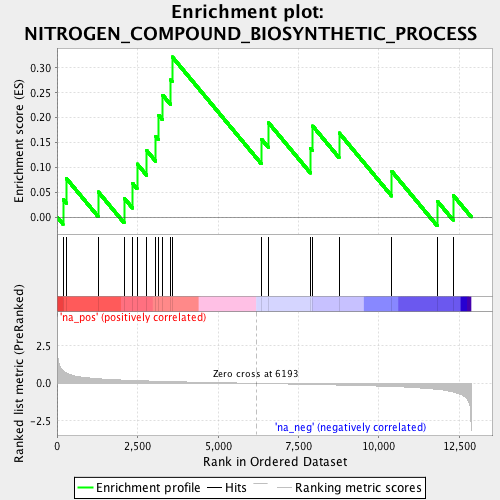 Enrichment plot:
NITROGEN_COMPOUND_BIOSYNTHETIC_PROCESS
Enrichment score (ES)
0.30
0.25
0.20
0.15
0.10
0.05
0.00
'na_pos' (positively correlated)
Ranked list metric (PreRanked)
2.5
0.0
-2.5
Zero cross at 6193
'na_neg' (negatively correlated)
0 2,500 5,000 7,500 10,000 12,500
Rank in Ordered Dataset
Enrichment profile Hits Ranking metric scores